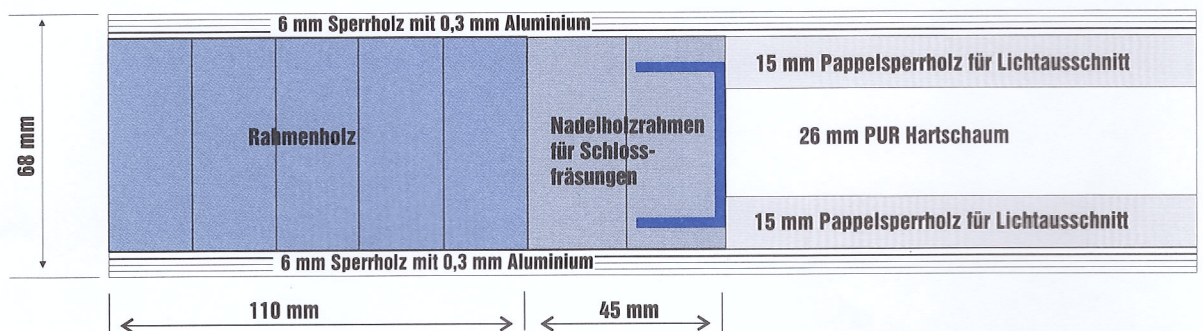 6 mm Sperrholz mit 0,3 mm Aluminium
15 mm Pappelsperrholz für Lichtausschnitt
68 mm
Rahmenholz
Nadelholzrahmen
für Schloss-
fräsungen
26 mm PUR Hartschaum
15 mm Pappelsperrholz für Lichtausschnitt
6 mm Sperrholz mit 0,3 mm Aluminium
110 mm
45 mm